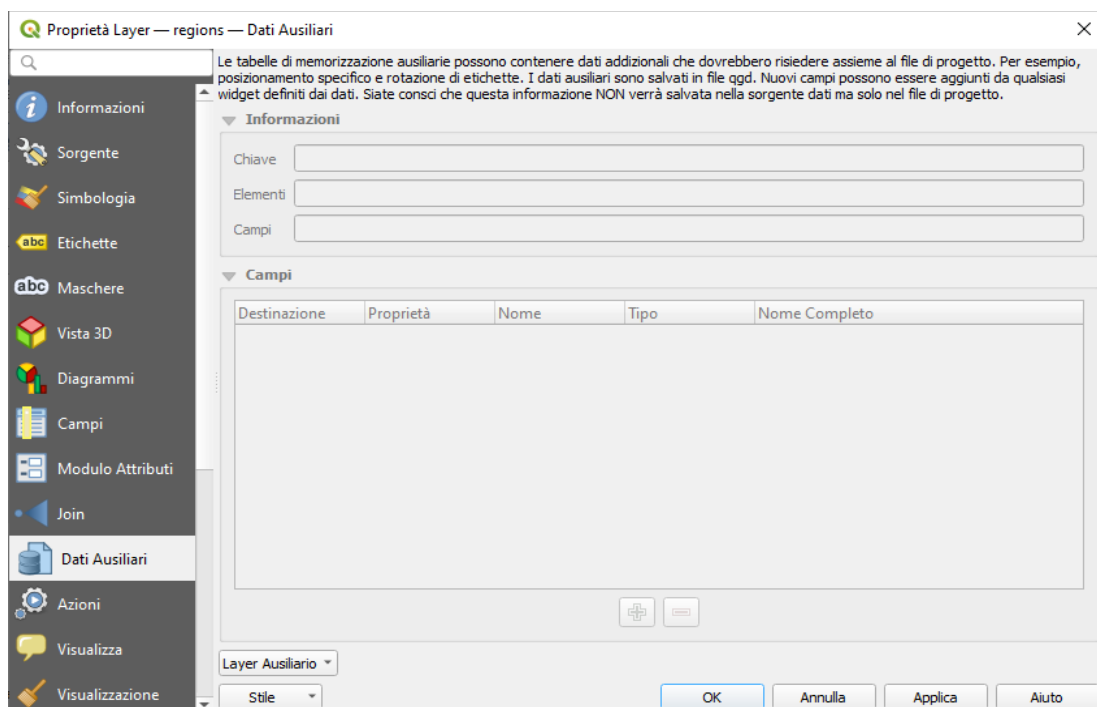 Proprietà Layer — regions — Dati Ausiliari
Le tabelle di memorizzazione ausiliarie possono contenere dati addizionali che dovrebbero risiedere assieme al file di progetto. Per esempio,
posizionamento specifico e rotazione di etichette. I dati ausiliari sono salvati in file qgd. Nuovi campi possono essere aggiunti da qualsiasi
widget definiti dai dati. Siate consci che questa informazione NON verrà salvata nella sorgente dati ma solo nel file di progetto.
Informazioni
Sorgente
Simbologia
abc Etichette
abc Maschere
Vista 3D
Diagrammi
Campi
Modulo Attributi
Join
Dati Ausiliari
Azioni
Visualizza
Visualizzazione
Informazioni
Chiave
Elementi
Campi
Campi
Destinazione Proprietà Nome Tipo Nome Completo
Layer Ausiliario
Stile OK Annulla Applica Aiuto